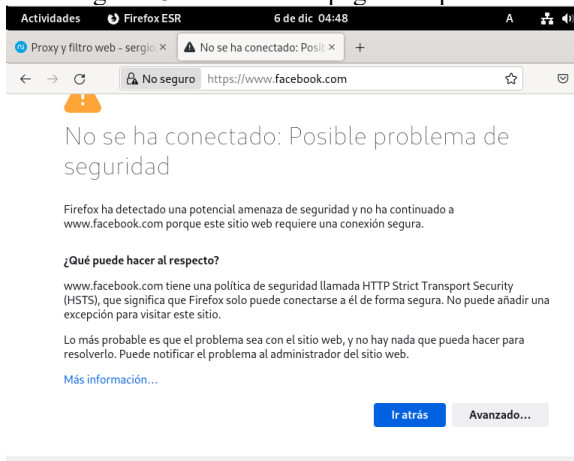 Actividades Firefox ESR 6 de dic 04:48 A
Proxy y filtro web - sergio × No se ha conectado: Posib × +
No seguro https://www.facebook.com
No se ha conectado: Posible problema de
seguridad
Firefox ha detectado una potencial amenaza de seguridad y no ha continuado a
www.facebook.com porque este sitio web requiere una conexión segura.
¿Qué puede hacer al respecto?
www.facebook.com tiene una política de seguridad llamada HTTP Strict Transport Security
(HSTS), que significa que Firefox solo puede conectarse a él de forma segura. No puede añadir una
excepción para visitar este sitio.
Lo más probable es que el problema sea con el sitio web, y no hay nada que pueda hacer para
resolverlo. Puede notificar el problema al administrador del sitio web.
Más información...
Ir atrás Avanzado...